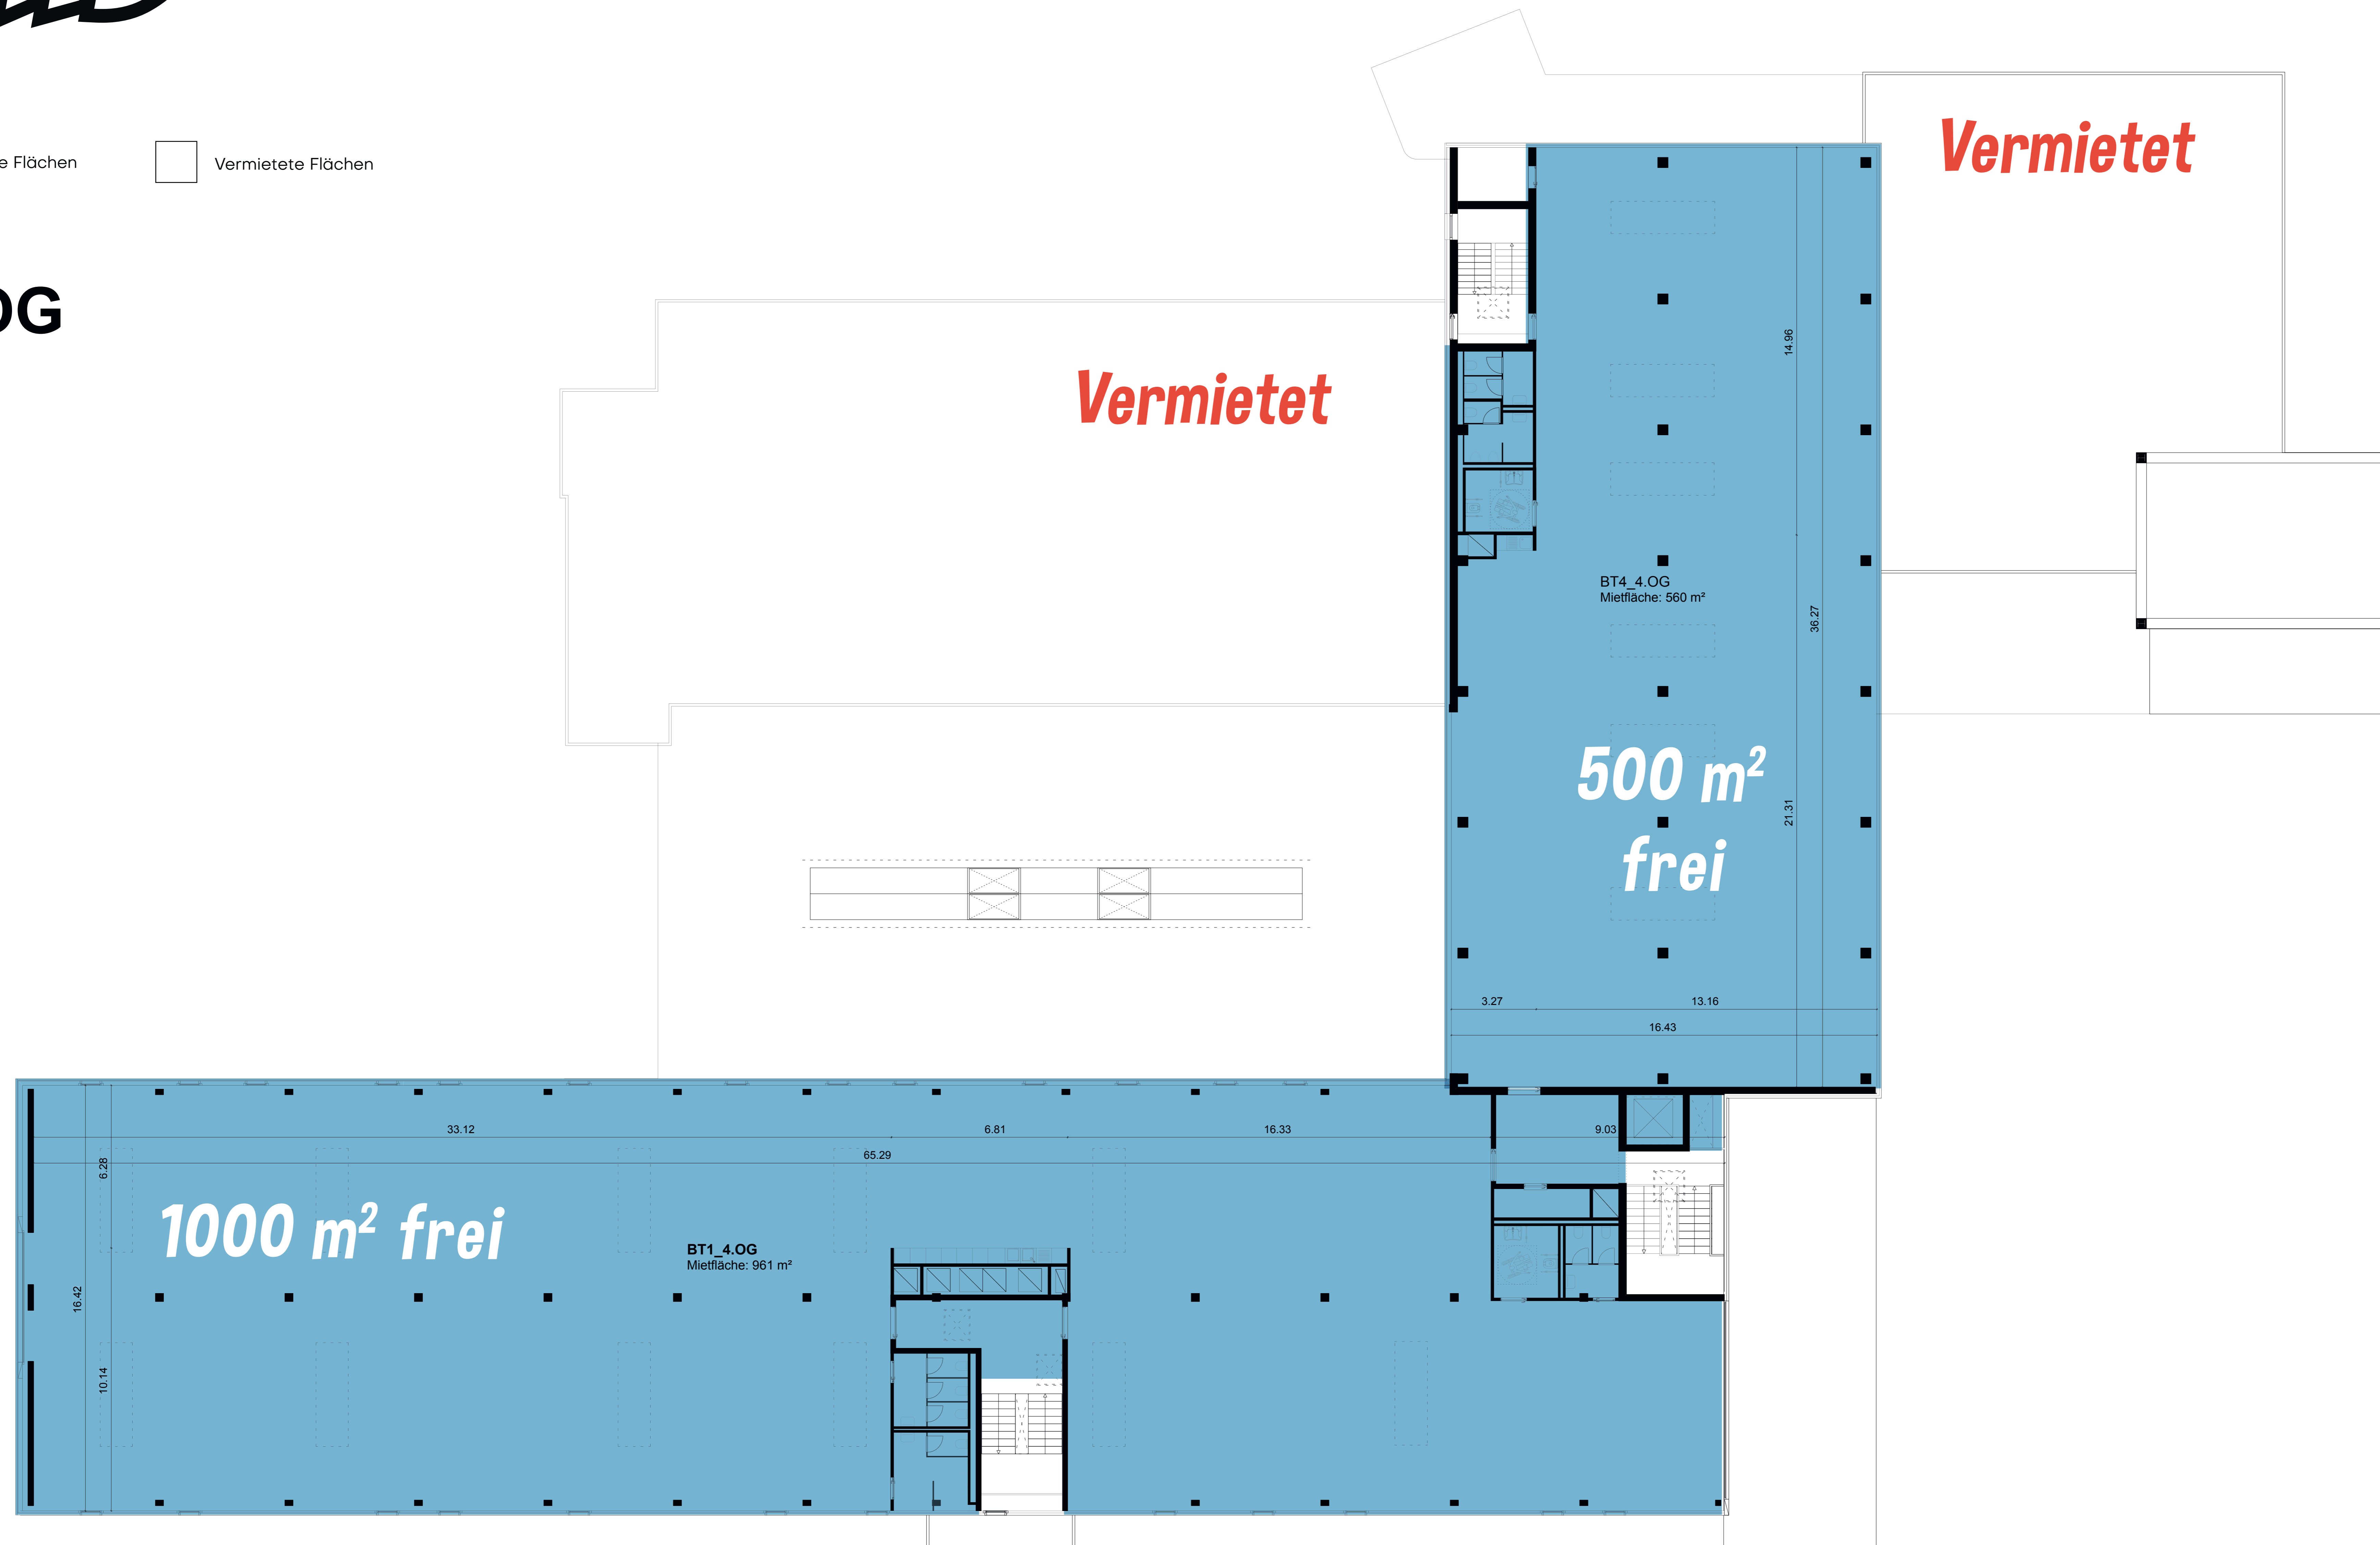 e Flächen
Vermietete Flächen
OG
Vermietet
Vermietet
14.96
36.27
BT4_4.OG
Mietfläche: 560 m²
500 m²
frei
21.31
3.27
13.16
16.43
33.12
6.81
16.33
9.03
65.29
6.28
1000 m² frei
BT1_4.OG
Mietfläche: 961 m²
16.42
10.14